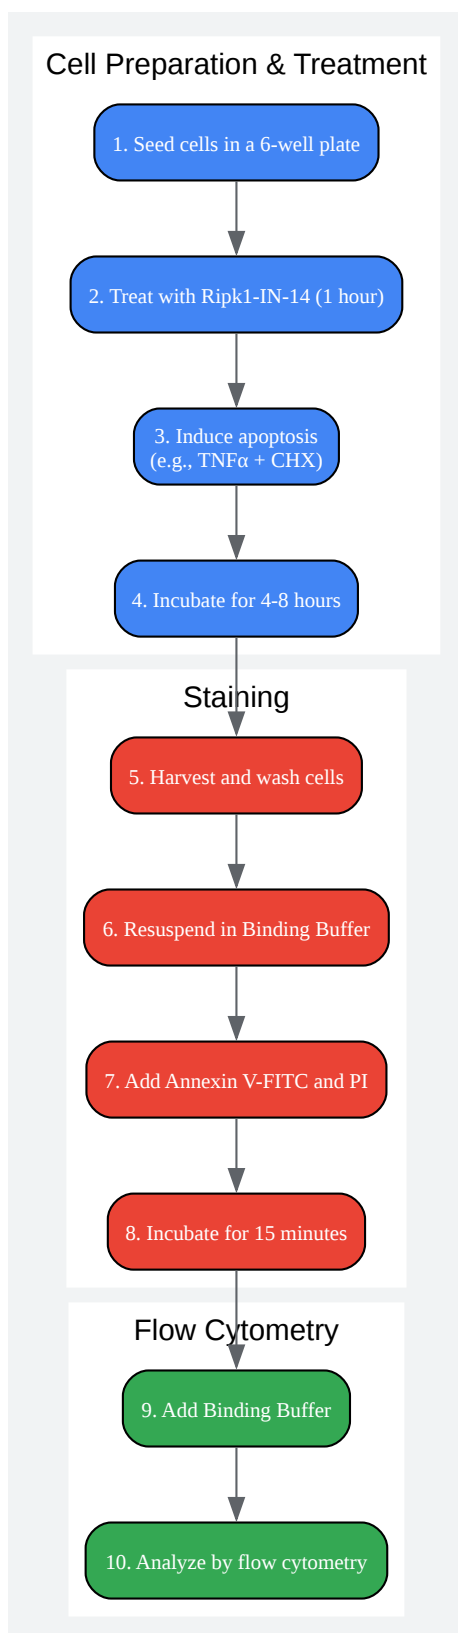 Cell Preparation & Treatment
1. Seed cells in a 6-well plate
2. Treat with Ripk1-IN-14 (1 hour)
3. Induce apoptosis
(e.g., TNFα + CHX)
4. Incubate for 4-8 hours
Staining
5. Harvest and wash cells
6. Resuspend in Binding Buffer
7. Add Annexin V-FITC and PI
8. Incubate for 15 minutes
Flow Cytometry
9. Add Binding Buffer
10. Analyze by flow cytometry